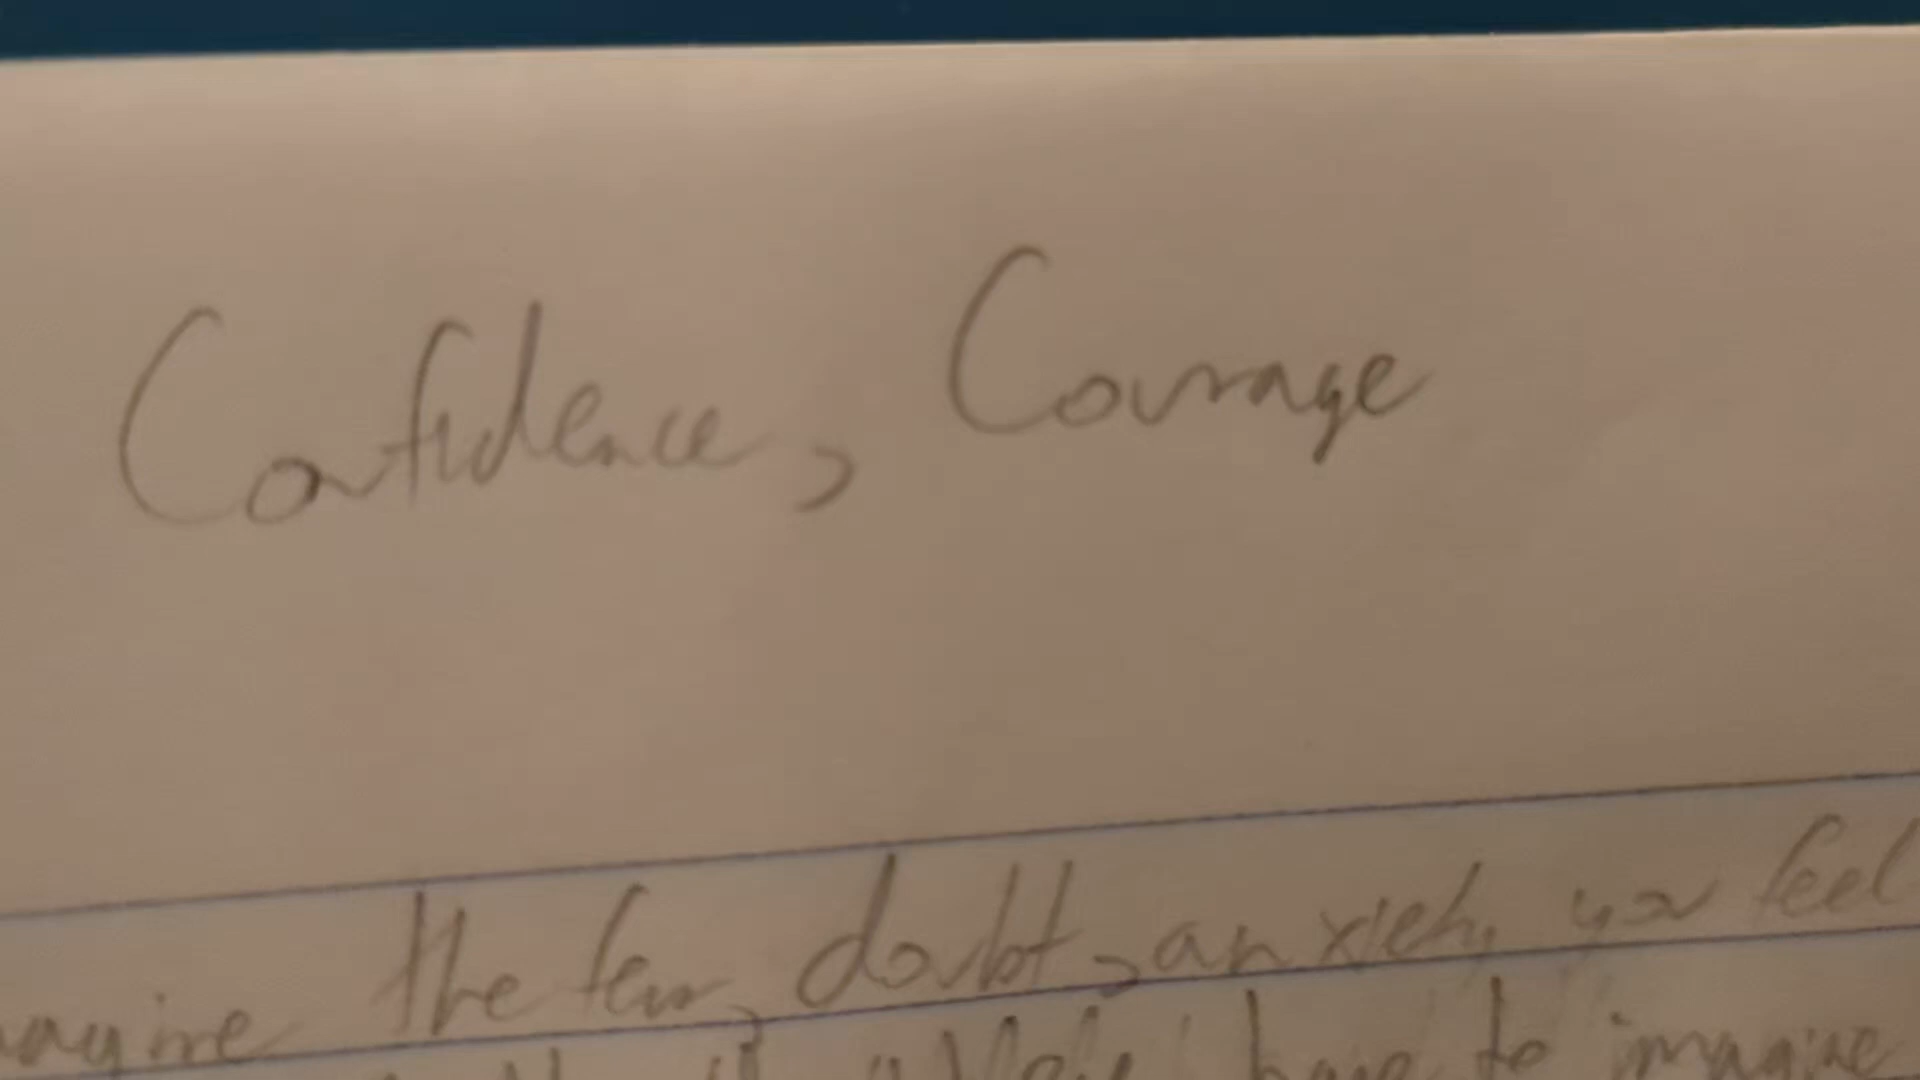 Confidence, Courage
the fear, doubt, anxiety you feel
have to imagine